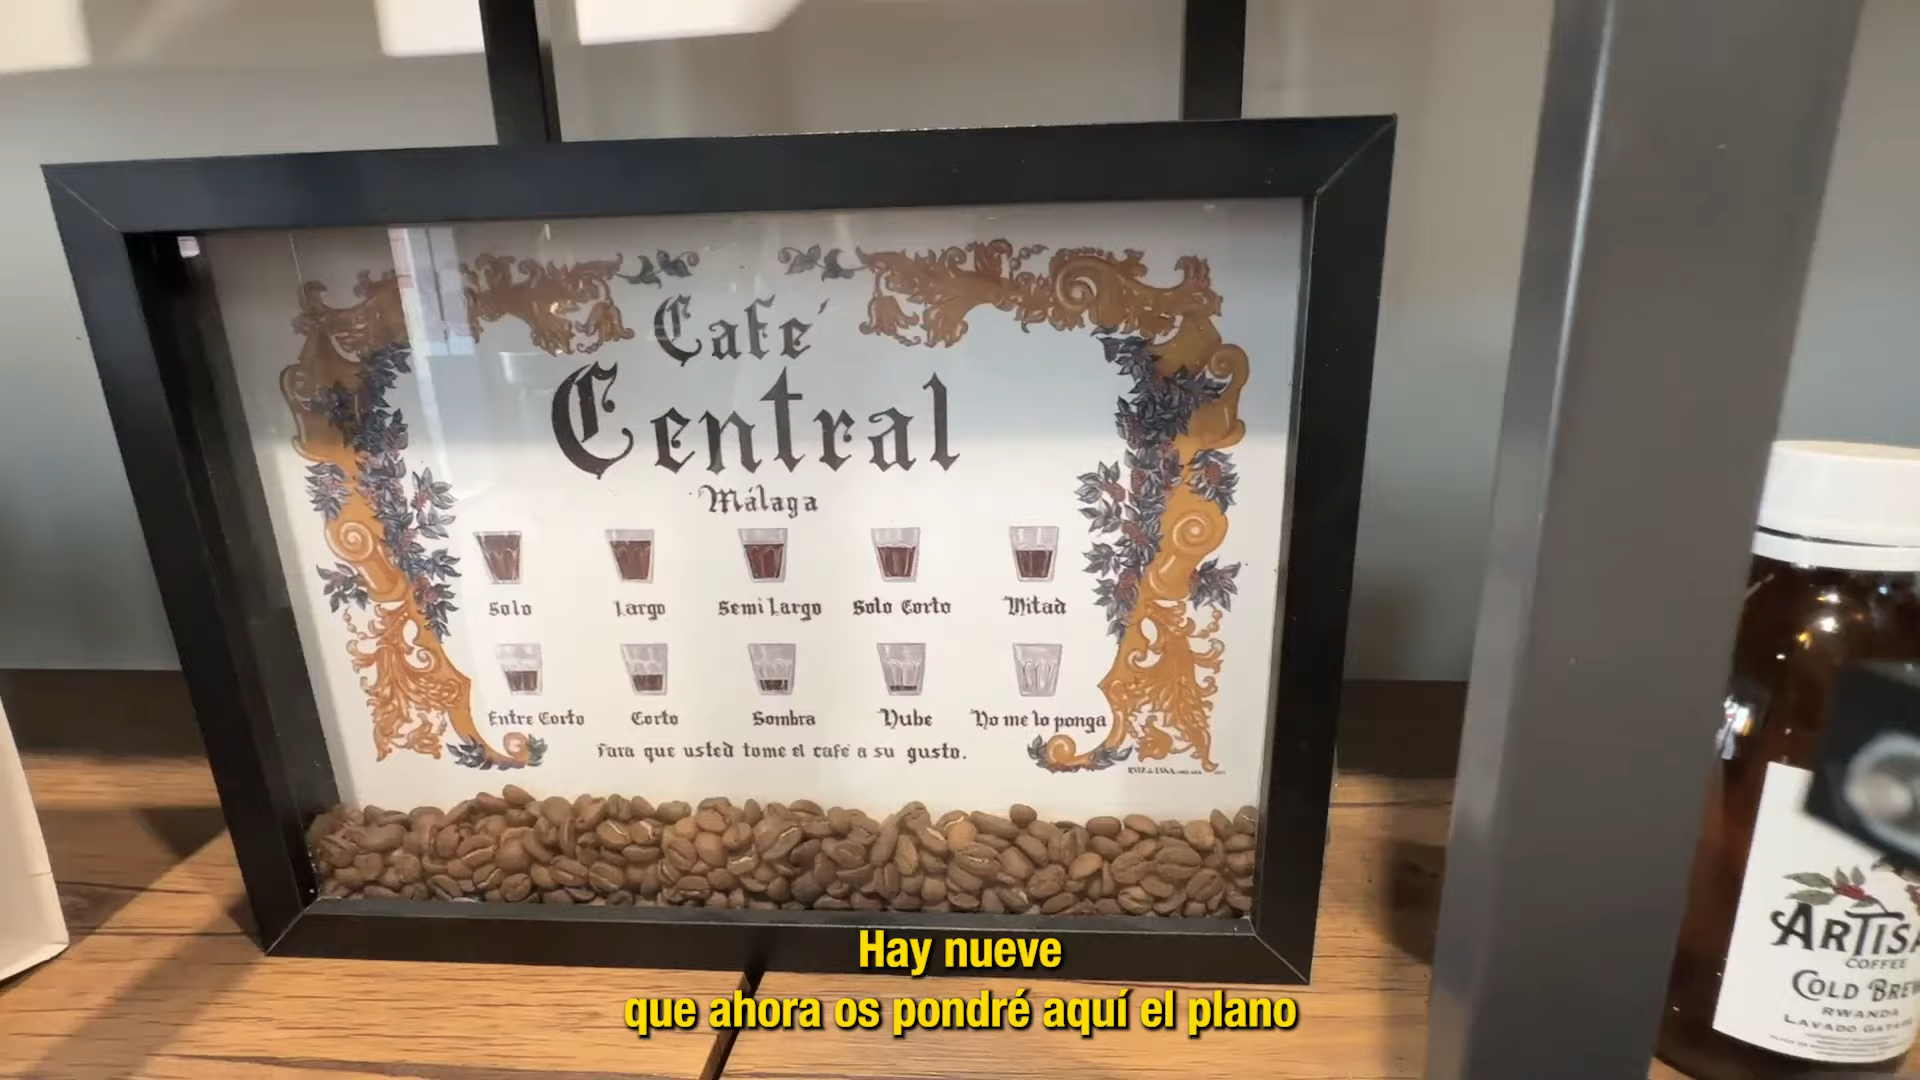 Café
Central
Málaga
Solo
Largo
Semi Largo
Solo Corto
Mitad
Entre Corto
Corto
Sombra
Nube
No me lo ponga
Para que usted tome el café a su gusto.
ARTIS
COFFEE
COLD BREW
RWANDA
LAVADO
Hay nueve
que ahora os pondré aquí el plano